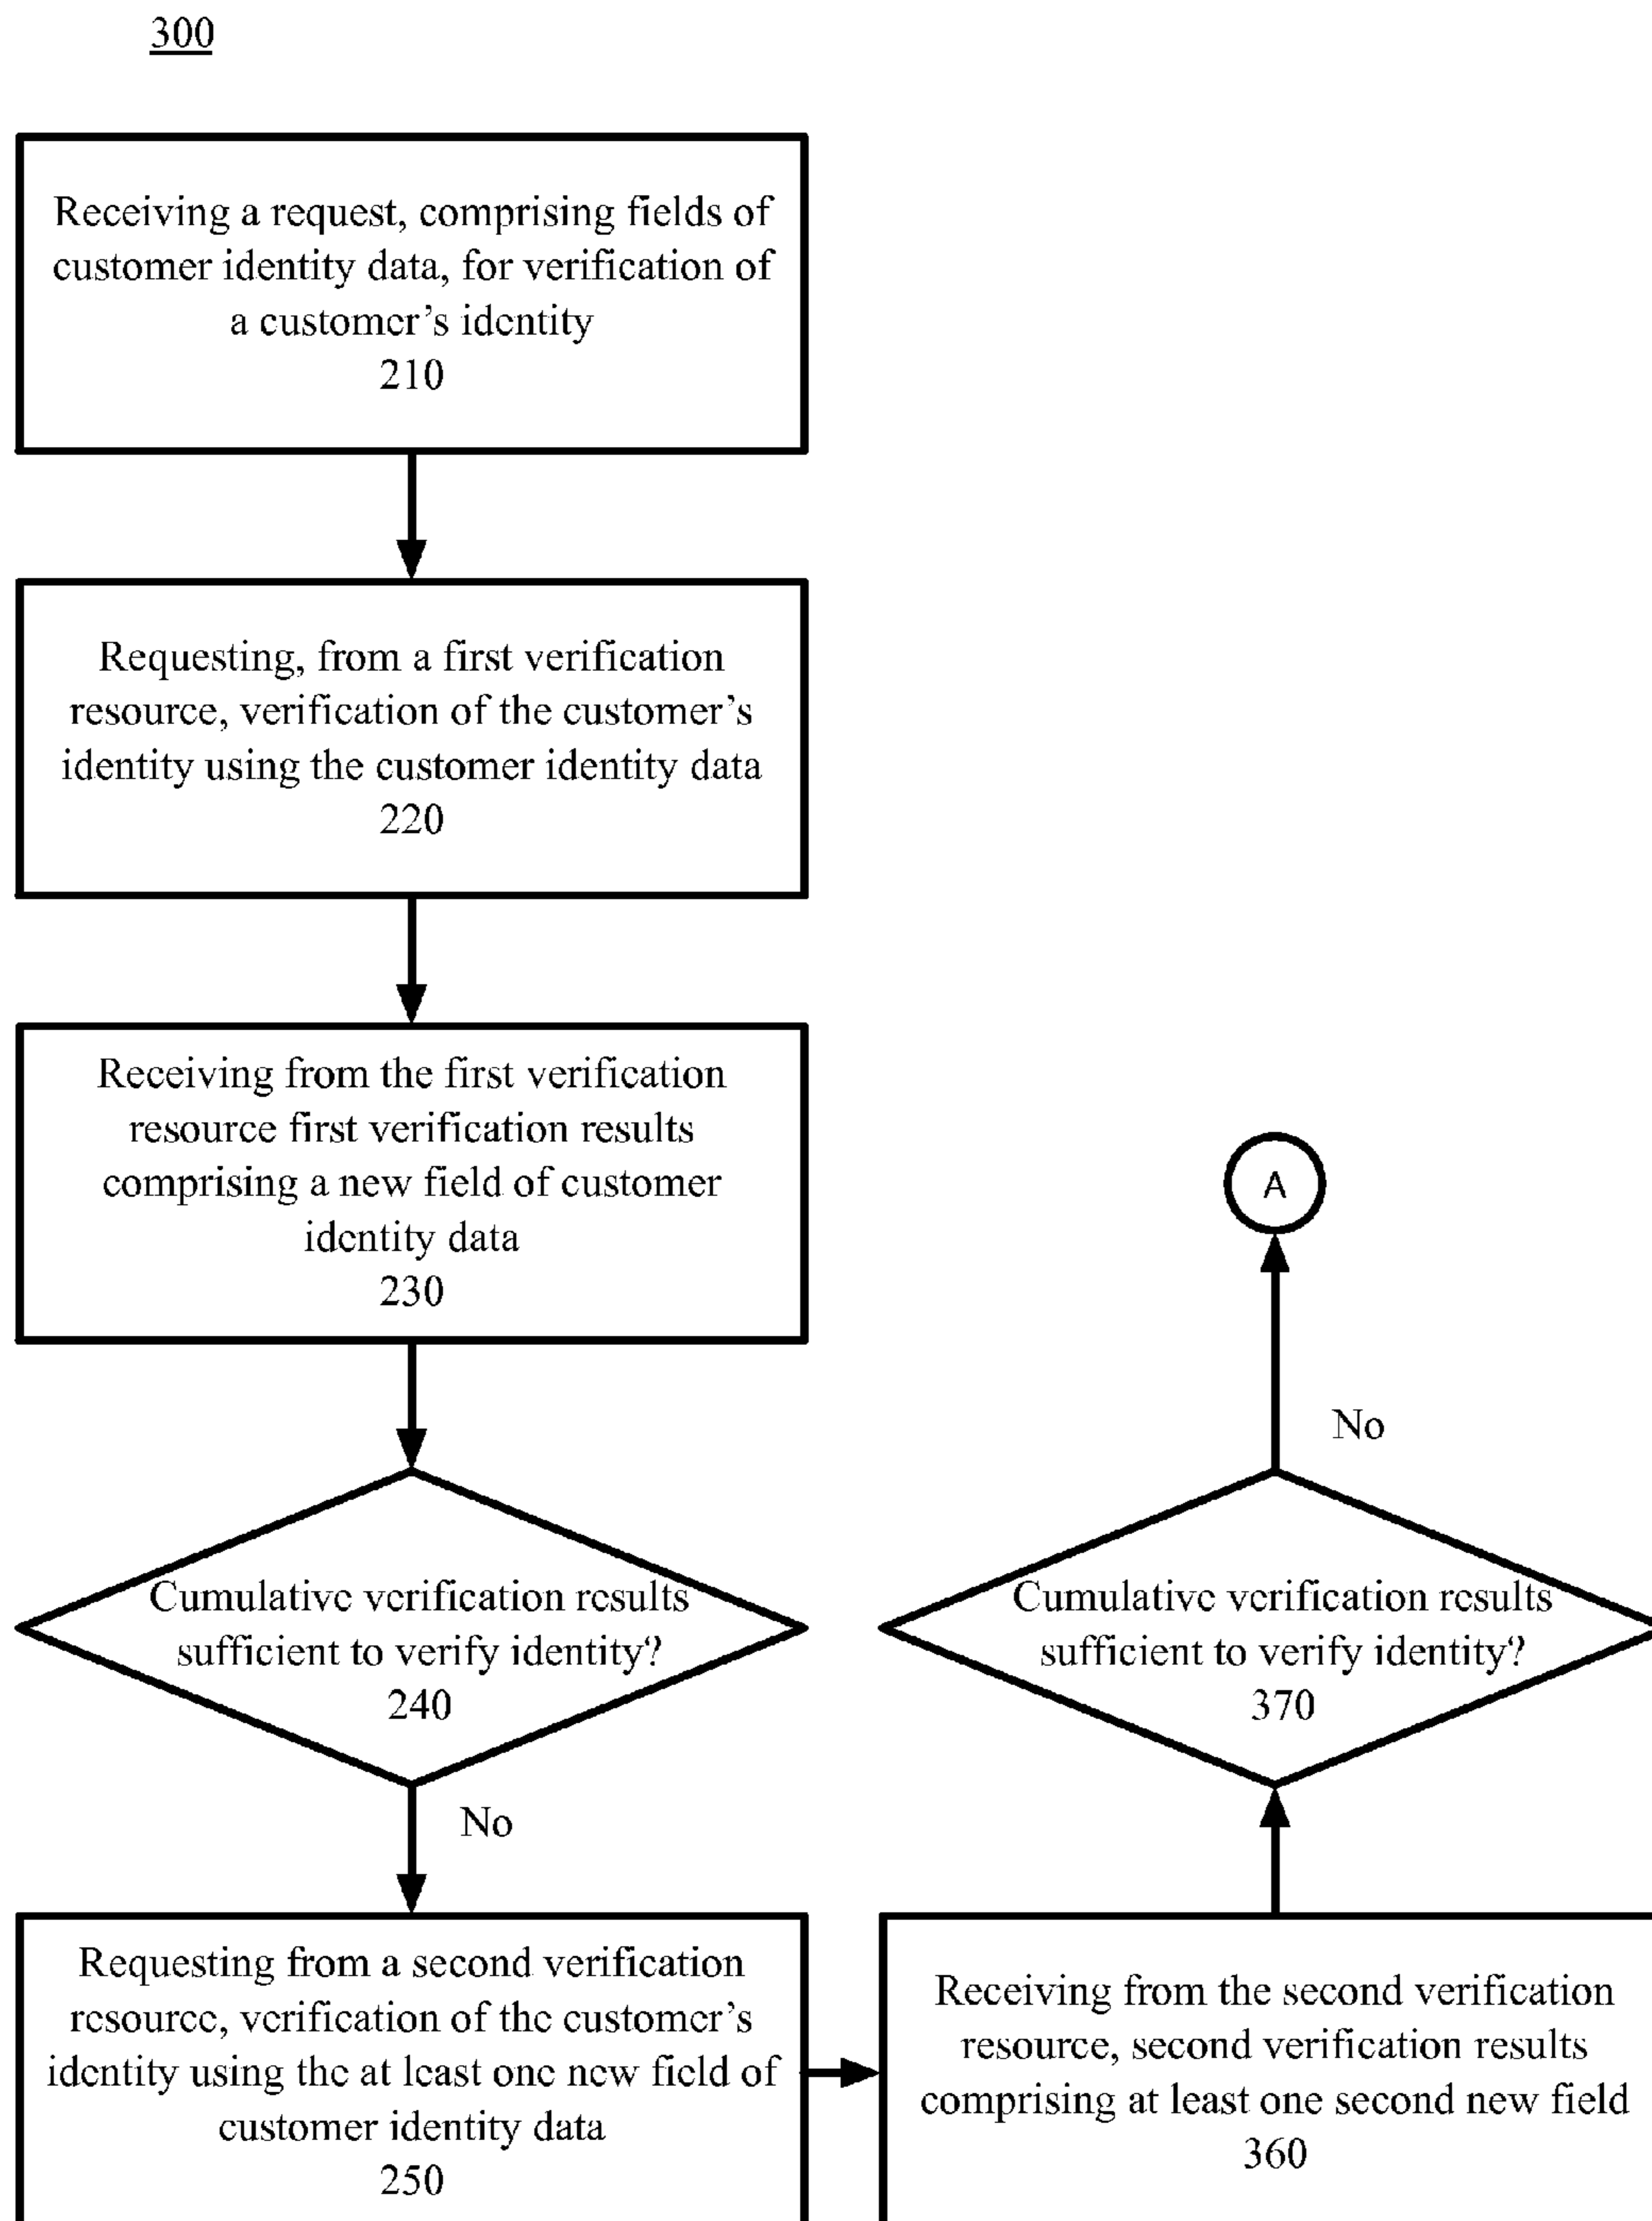 300
Receiving a request, comprising fields of
customer identity data, for verification of
a customer's identity
210
Requesting, from a first verification
resource, verification of the customer's
identity using the customer identity data
220
Receiving from the first verification
resource first verification results
comprising a new field of customer
identity data
230
Cumulative verification results
sufficient to verify identity?
240
No
Requesting from a second verification
resource, verification of the customer's
identity using the at least one new field of
customer identity data
250
Receiving from the second verification
resource, second verification results
comprising at least one second new field
360
Cumulative verification results
sufficient to verify identity?
370
No
A